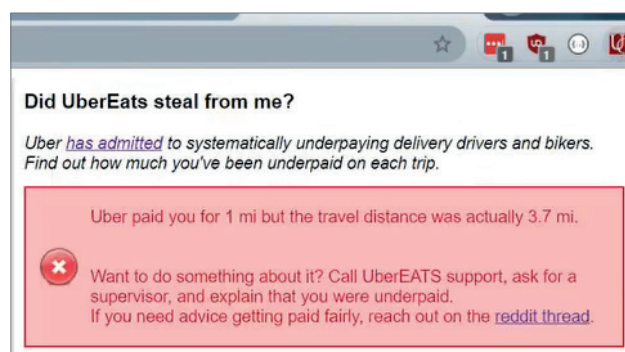 Did UberEats steal from me?
Uber has admitted to systematically underpaying delivery drivers and bikers.
Find out how much you've been underpaid on each trip.
Uber paid you for 1 mi but the travel distance was actually 3.7 mi.
Want to do something about it? Call UberEATS support, ask for a
supervisor, and explain that you were underpaid.
If you need advice getting paid fairly, reach out on the reddit thread.